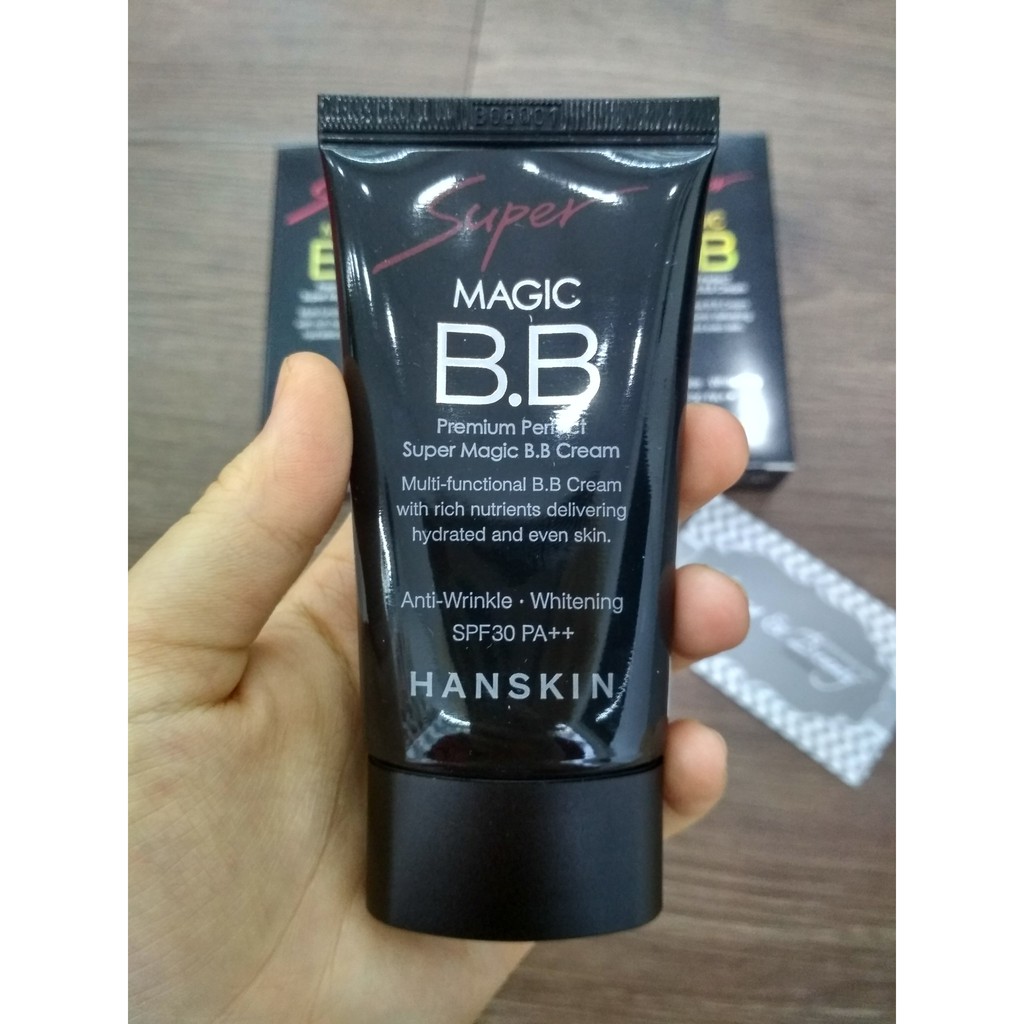 Super
MAGIC
B.B
Premium Perfect
Super Magic B.B Cream
Multi-functional B.B Cream
with rich nutrients delivering
hydrated and even skin.
Anti-Wrinkle · Whitening
SPF30 PA++
HANSKIN